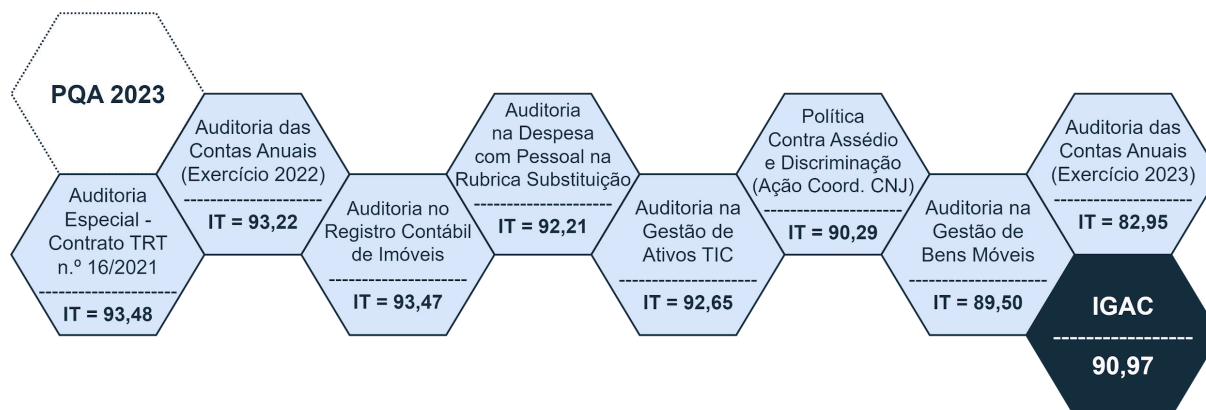 PQA 2023
Auditoria
Especial -
Contrato TRT
n.º 16/2021
--------------------
IT = 93,48
Auditoria das
Contas Anuais
(Exercício 2022)
--------------------
IT = 93,22
Auditoria no
Registro Contábil
de Imóveis
--------------------
IT = 93,47
Auditoria
na Despesa
com Pessoal na
Rubrica Substituição
--------------------
IT = 92,21
Auditoria na
Gestão de
Ativos TIC
--------------------
IT = 92,65
Política
Contra Assédio
e Discriminação
(Ação Coord. CNJ)
--------------------
IT = 90,29
Auditoria na
Gestão de
Bens Móveis
--------------------
IT = 89,50
Auditoria das
Contas Anuais
(Exercício 2023)
--------------------
IT = 82,95
IGAC
--------------------
90,97